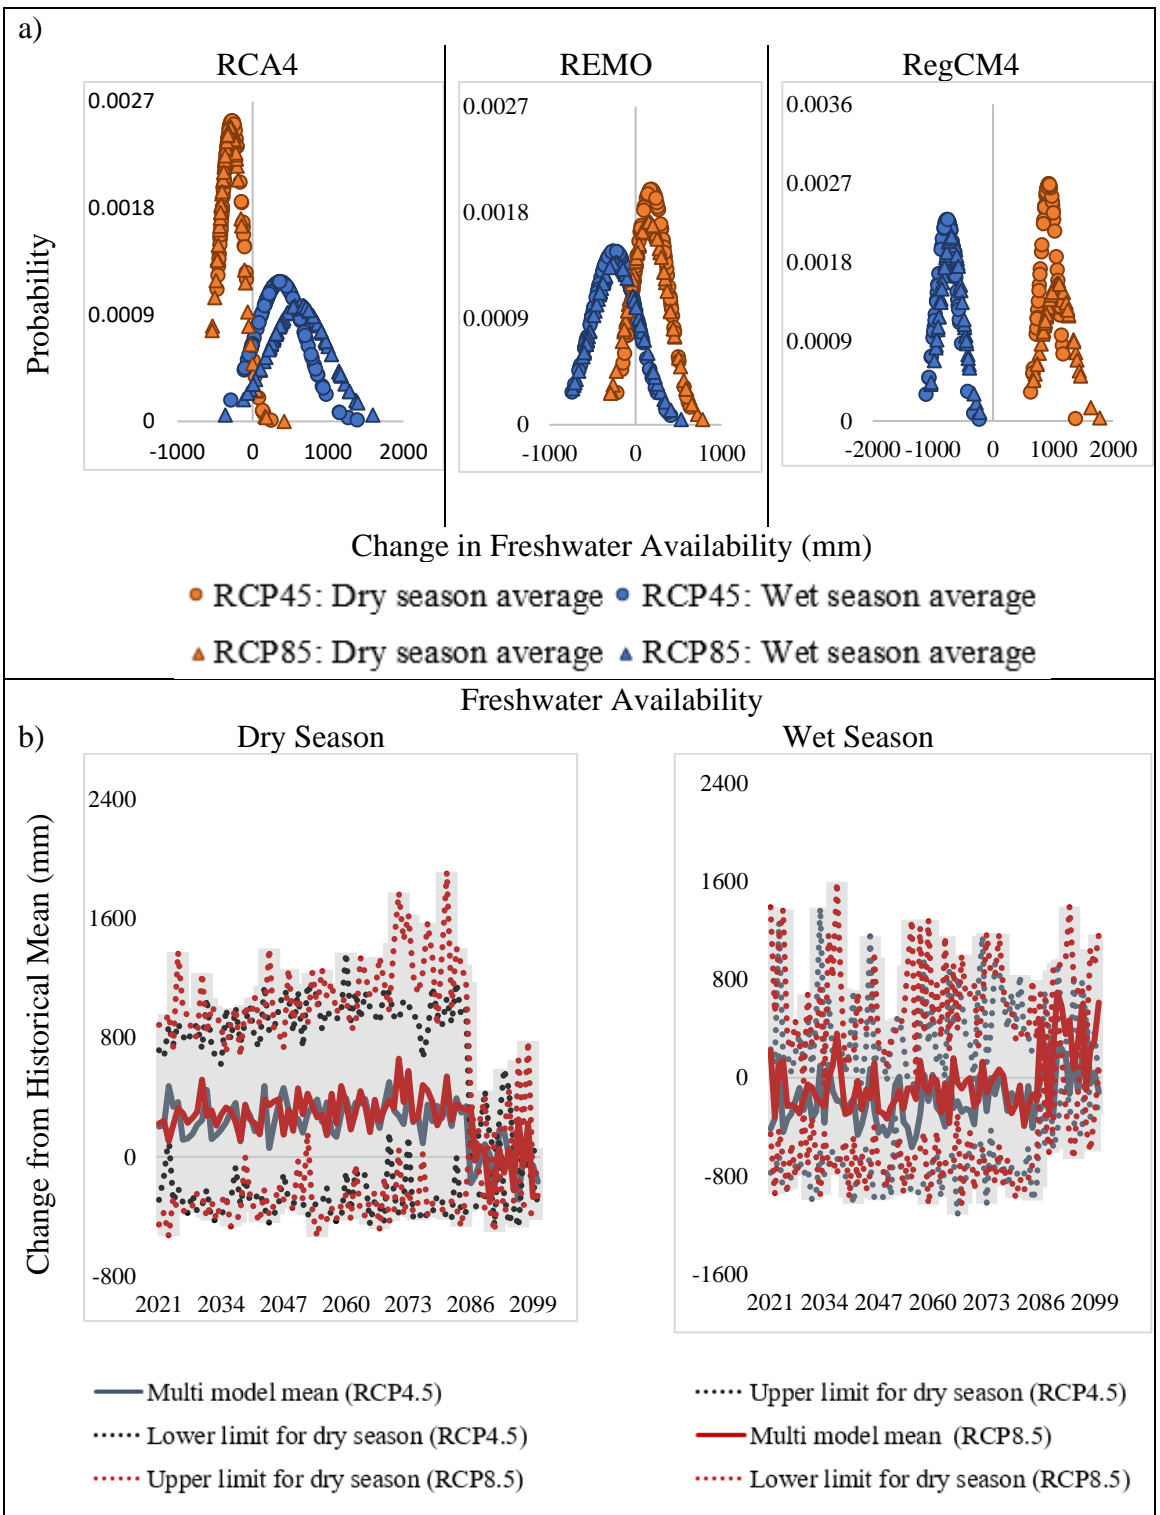 a)
RCA4 REMO RegCM4
Probability
0.0027
0.0018
0.0009
0
-1000 0 1000 2000
0.0027
0.0018
0.0009
0
-1000 0 1000
0.0036
0.0027
0.0018
0.0009
0
-2000 -1000 0 1000 2000
Change in Freshwater Availability (mm)
RCP45: Dry season average RCP45: Wet season average
RCP85: Dry season average RCP85: Wet season average
Freshwater Availability
b)
Dry Season Wet Season
Change from Historical Mean (mm)
2400
1600
800
0
-800
2021 2034 2047 2060 2073 2086 2099
2400
1600
800
0
-800
-1600
2021 2034 2047 2060 2073 2086 2099
Multi model mean (RCP4.5) Upper limit for dry season (RCP4.5)
Lower limit for dry season (RCP4.5) Multi model mean (RCP8.5)
Upper limit for dry season (RCP8.5) Lower limit for dry season (RCP8.5)